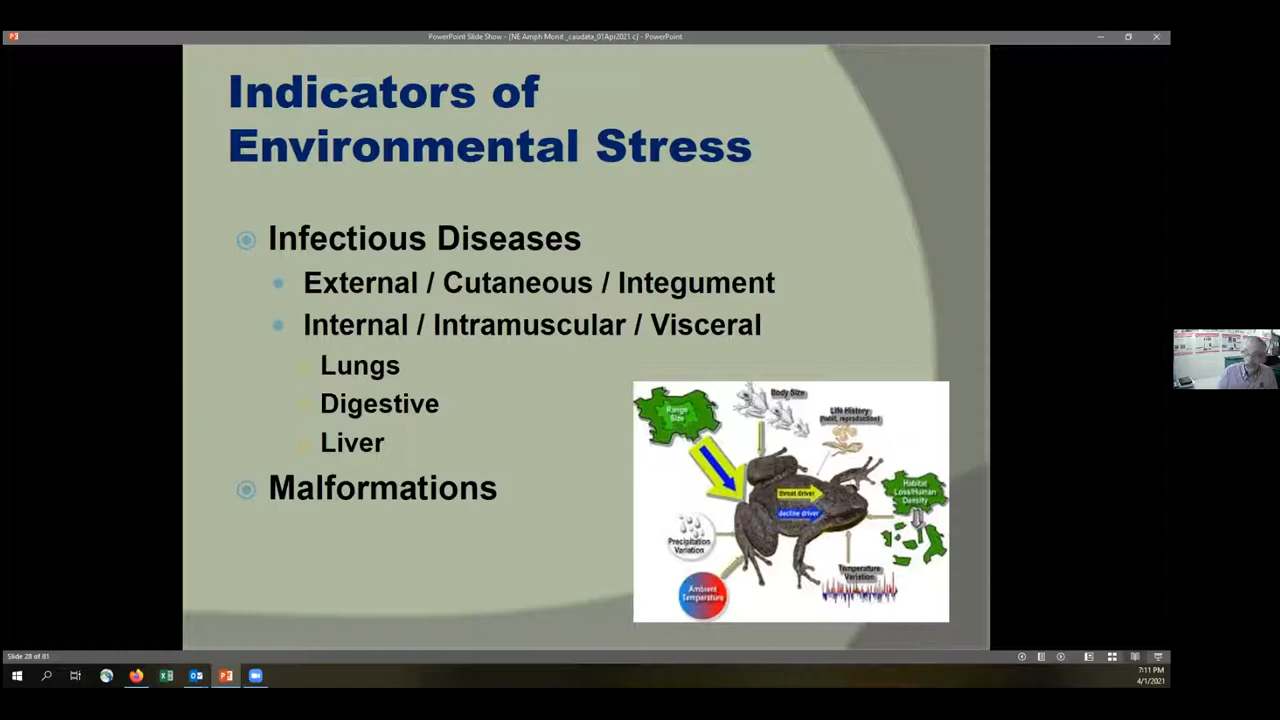 PowerPoint Slide Show - [NE Amph Monit _caudata_01Apr2021 c] - PowerPoint
Indicators of
Environmental Stress
Infectious Diseases
External / Cutaneous / Integument
Internal / Intramuscular / Visceral
Lungs
Digestive
Liver
Malformations
Range
Size
Body Size
Life History
(habit, reproduction)
threat driver
decline driver
Habitat
Loss/Human
Density
Precipitation
Variation
Temperature
Variation
Ambient
Temperature
Slide 28 of 81
7:11 PM
4/1/2021